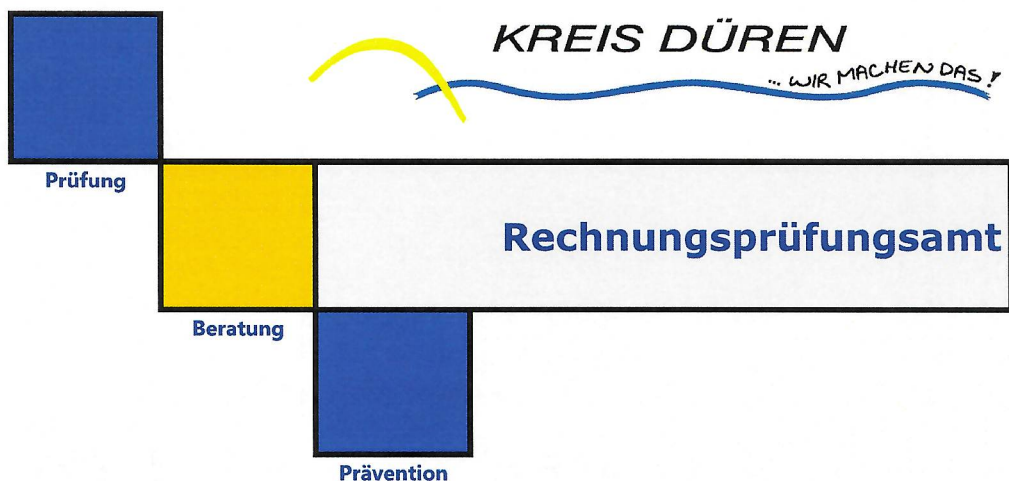 KREIS DÜREN
... WIR MACHEN DAS!
Prüfung
Rechnungsprüfungsamt
Beratung
Prävention